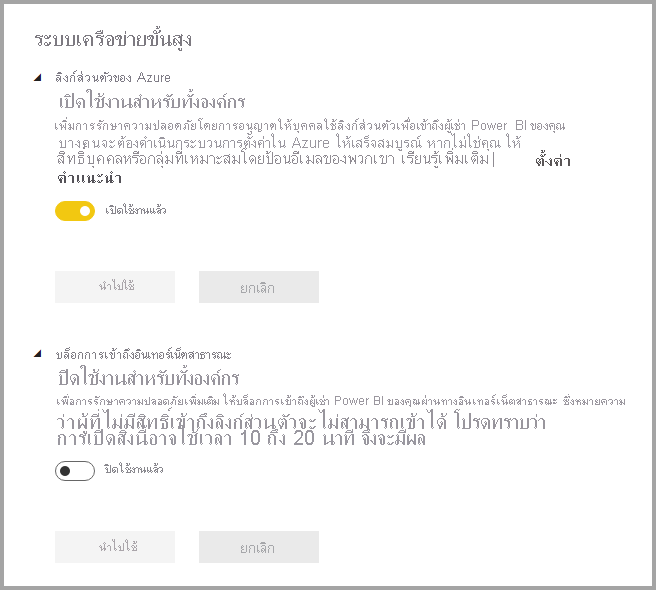 ระบบเครือข่ายขั้นสูง
ลิงก์ส่วนตัวของ Azure
เปิดใช้งานสำหรับทั้งองค์กร
เพิ่มการรักษาความปลอดภัยโดยการอนุญาตให้บุคคลใช้ลิงก์ส่วนตัวเพื่อเข้าถึงผู้เช่า Power BI ของคุณ
บางคนจะต้องดำเนินกระบวนการตั้งค่าใน Azure ให้เสร็จสมบูรณ์ หากไม่ใช่คุณ ให้
สิทธิ์บุคคลหรือกลุ่มที่เหมาะสมโดยป้อนอีเมลของพวกเขา เรียนรู้เพิ่มเติม | ตั้งค่า
คำแนะนำ
เปิดใช้งานแล้ว
นำไปใช้ ยกเลิก
บล็อกการเข้าถึงอินเทอร์เน็ตสาธารณะ
ปิดใช้งานสำหรับทั้งองค์กร
เพื่อการรักษาความปลอดภัยเพิ่มเติม ให้บล็อกการเข้าถึงผู้เช่า Power BI ของคุณผ่านทางอินเทอร์เน็ตสาธารณะ ซึ่งหมายความ
ว่าผู้ที่ไม่มีสิทธิ์เข้าถึงลิงก์ส่วนตัวจะไม่สามารถเข้าได้ โปรดทราบว่า
การเปิดสิ่งนี้อาจใช้เวลา 10 ถึง 20 นาที จึงจะมีผล
ปิดใช้งานแล้ว
นำไปใช้ ยกเลิก